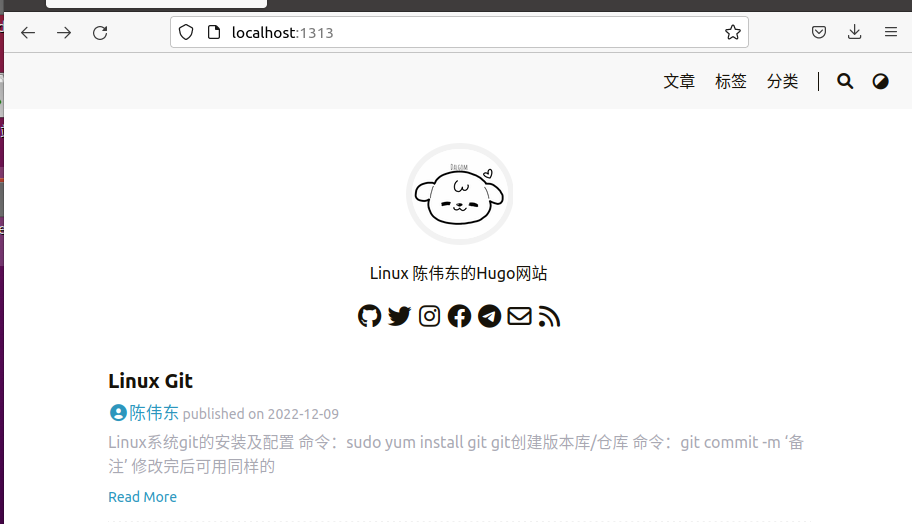 localhost:1313
文章 标签 分类
Linux 陈伟东的Hugo网站
Linux Git
陈伟东 published on 2022-12-09
Linux系统git的安装及配置 命令：sudo yum install git git创建版本库/仓库 命令：git commit -m ‘备
注’ 修改完后可用同样的
Read More